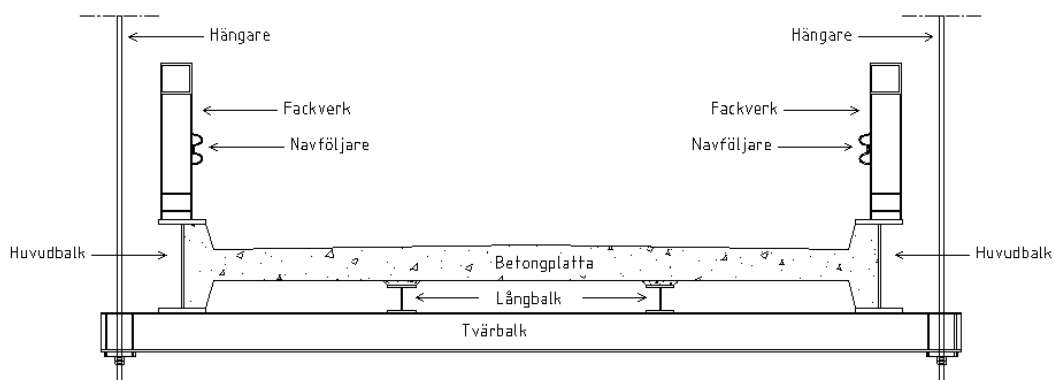 Hängare
Hängare
Fackverk
Fackverk
Navföljare
Navföljare
Huvudbalk
Betongplatta
Huvudbalk
Långbalk
Tvärbalk